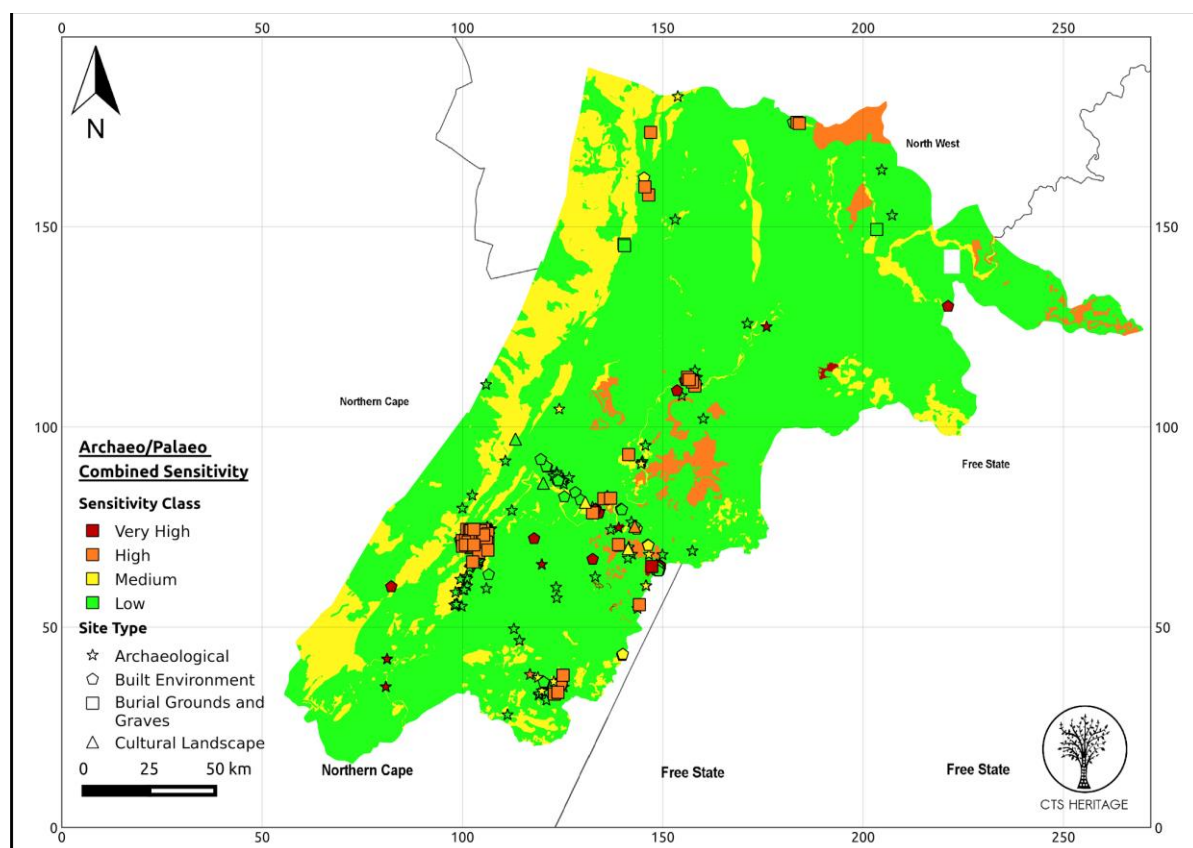 0 50 100 150 200 250
N
North West
150 150
Northern Cape
100 100
Archaeo/Palaeo
Combined Sensitivity
Free State
Sensitivity Class
Very High
High
Medium
Low
50 50
Site Type
Archaeological
Built Environment
Burial Grounds and
Graves
Cultural Landscape
0 25 50 km
Northern Cape Free State Free State
CTS HERITAGE
0 0
0 50 100 150 200 250